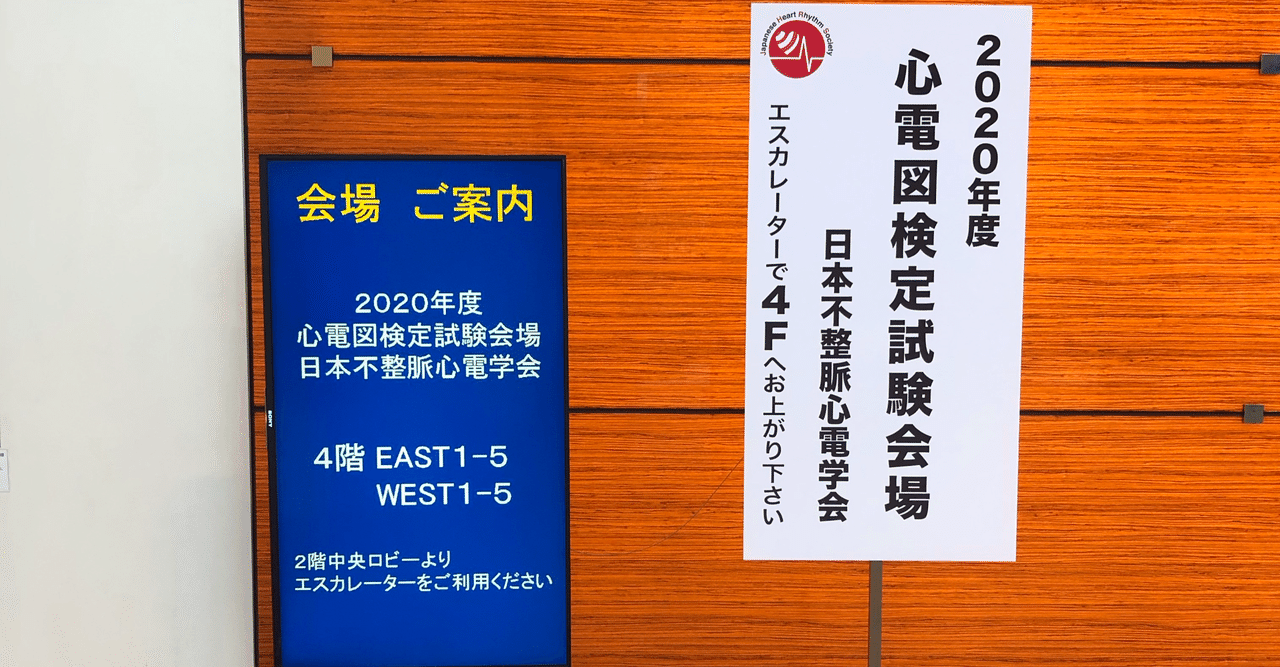 会場　ご案内
2020年度
心電図検定試験会場
日本不整脈心電学会
4階 EAST1-5
WEST1-5
2階中央ロビーより
エスカレーターをご利用ください
SONY
Japanese Heart Rhythm Society
2020年度
心電図検定試験会場
日本不整脈心電学会
エスカレーターで4Fへお上がり下さい